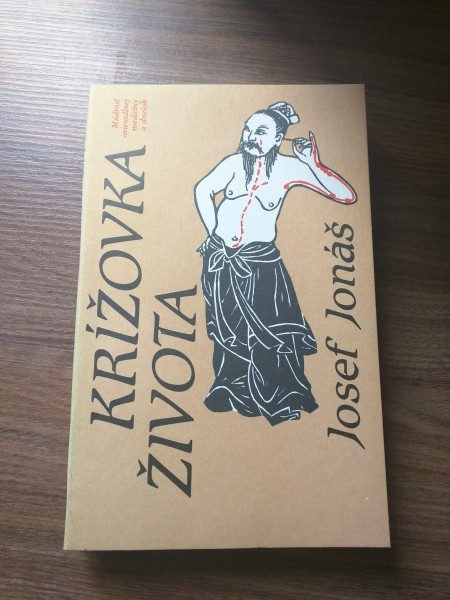 KRÍŽOVKA
ŽIVOTA
Múdrosť
orientálnej
medicíny
a dnešok
Josef Jonáš